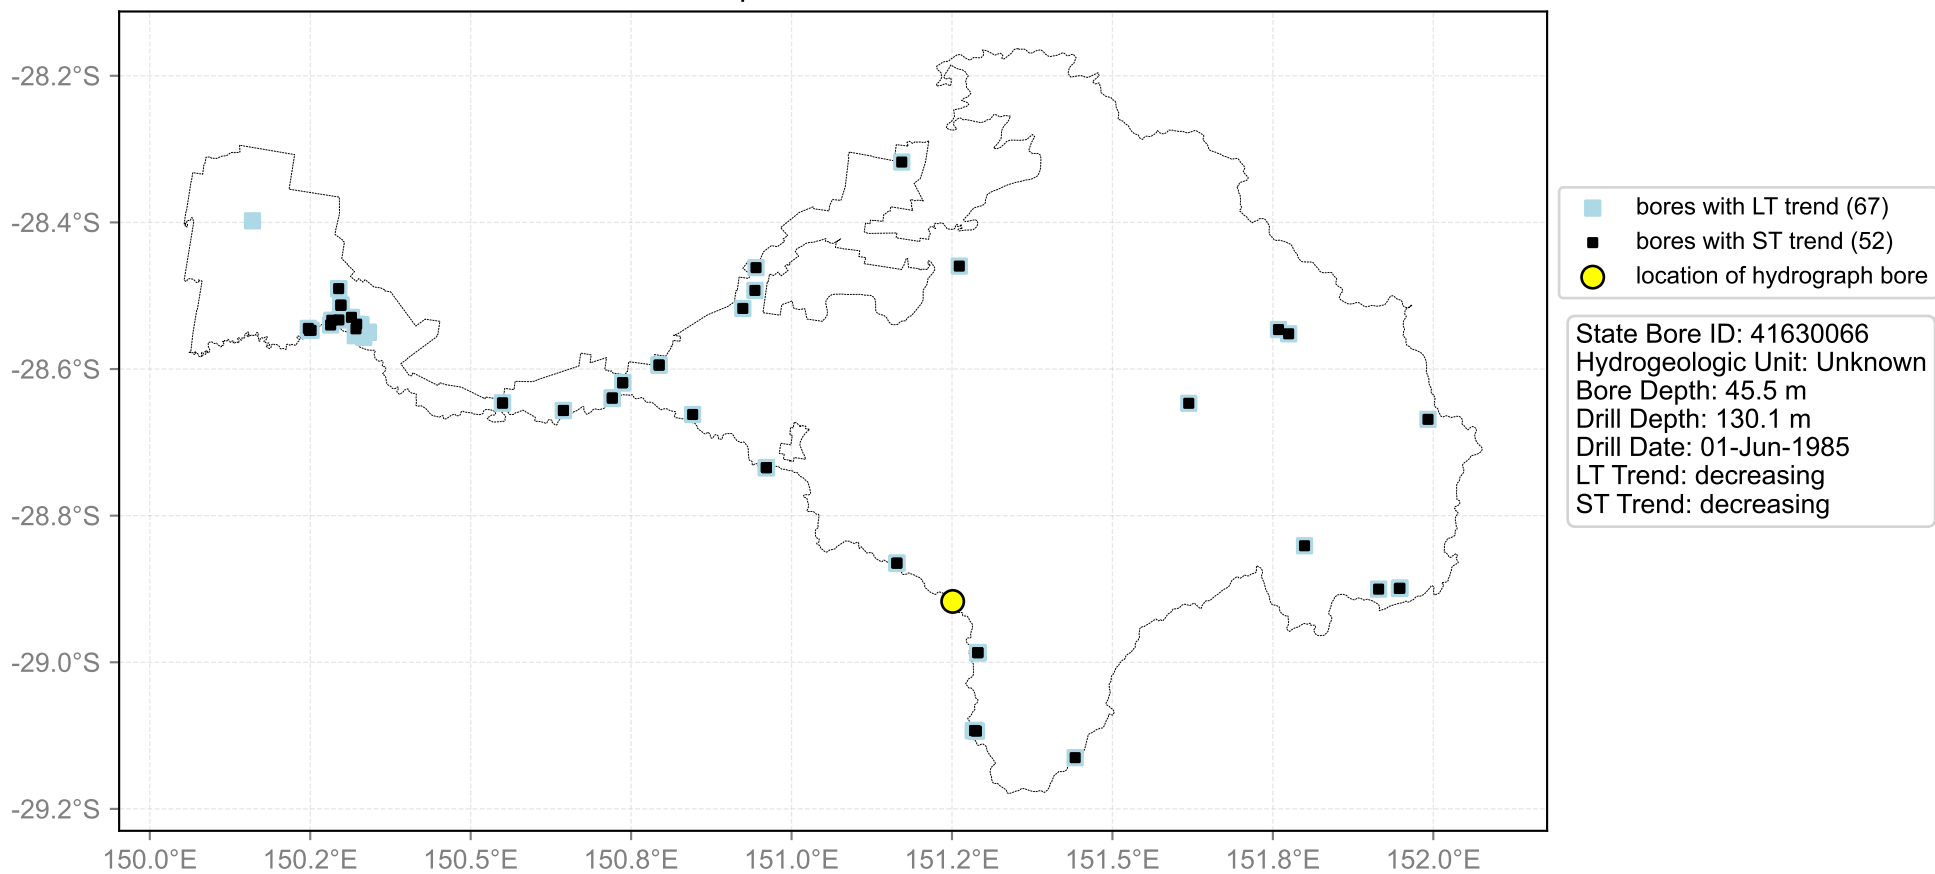 -28.2°S
-28.4°S
-28.6°S
-28.8°S
-29.0°S
-29.2°S
150.0°E 150.2°E 150.5°E 150.8°E 151.0°E 151.2°E 151.5°E 151.8°E 152.0°E
bores with LT trend (67)
bores with ST trend (52)
location of hydrograph bore
State Bore ID: 41630066
Hydrogeologic Unit: Unknown
Bore Depth: 45.5 m
Drill Depth: 130.1 m
Drill Date: 01-Jun-1985
LT Trend: decreasing
ST Trend: decreasing